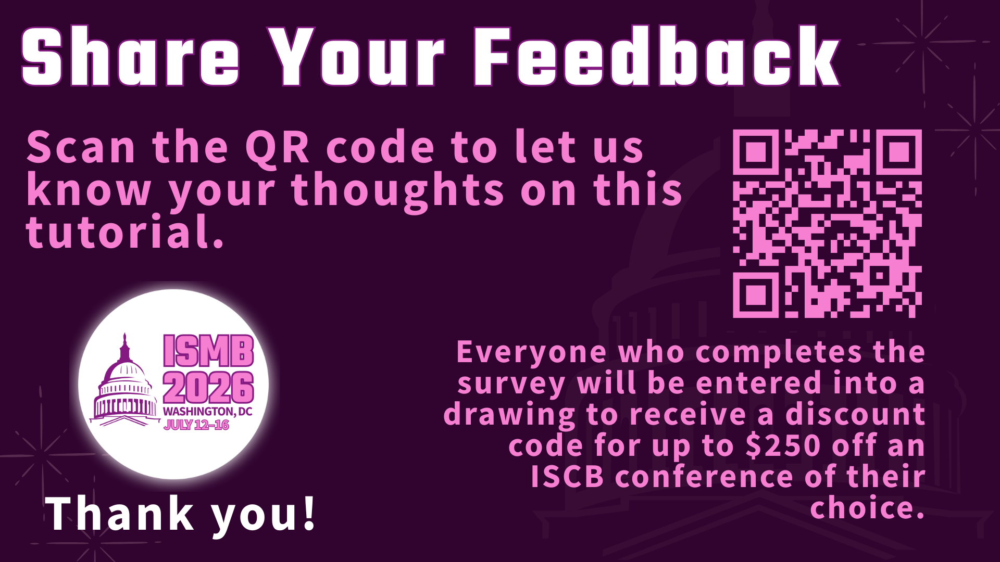 Share Your Feedback
Scan the QR code to let us
know your thoughts on this
tutorial.
ISMB
2026
WASHINGTON, DC
JULY 12–16
Thank you!
Everyone who completes the
survey will be entered into a
drawing to receive a discount
code for up to $250 off an
ISCB conference of their
choice.